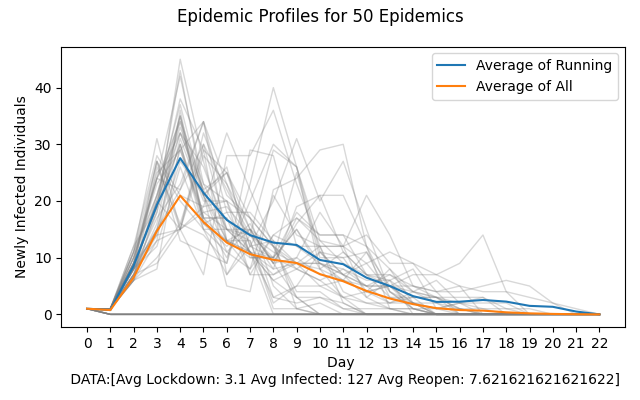 Epidemic Profiles for 50 Epidemics
Average of Running
Average of All
Newly Infected Individuals
40
30
20
10
0
0 1 2 3 4 5 6 7 8 9 10 11 12 13 14 15 16 17 18 19 20 21 22
Day
DATA:[Avg Lockdown: 3.1 Avg Infected: 127 Avg Reopen: 7.621621621621622]